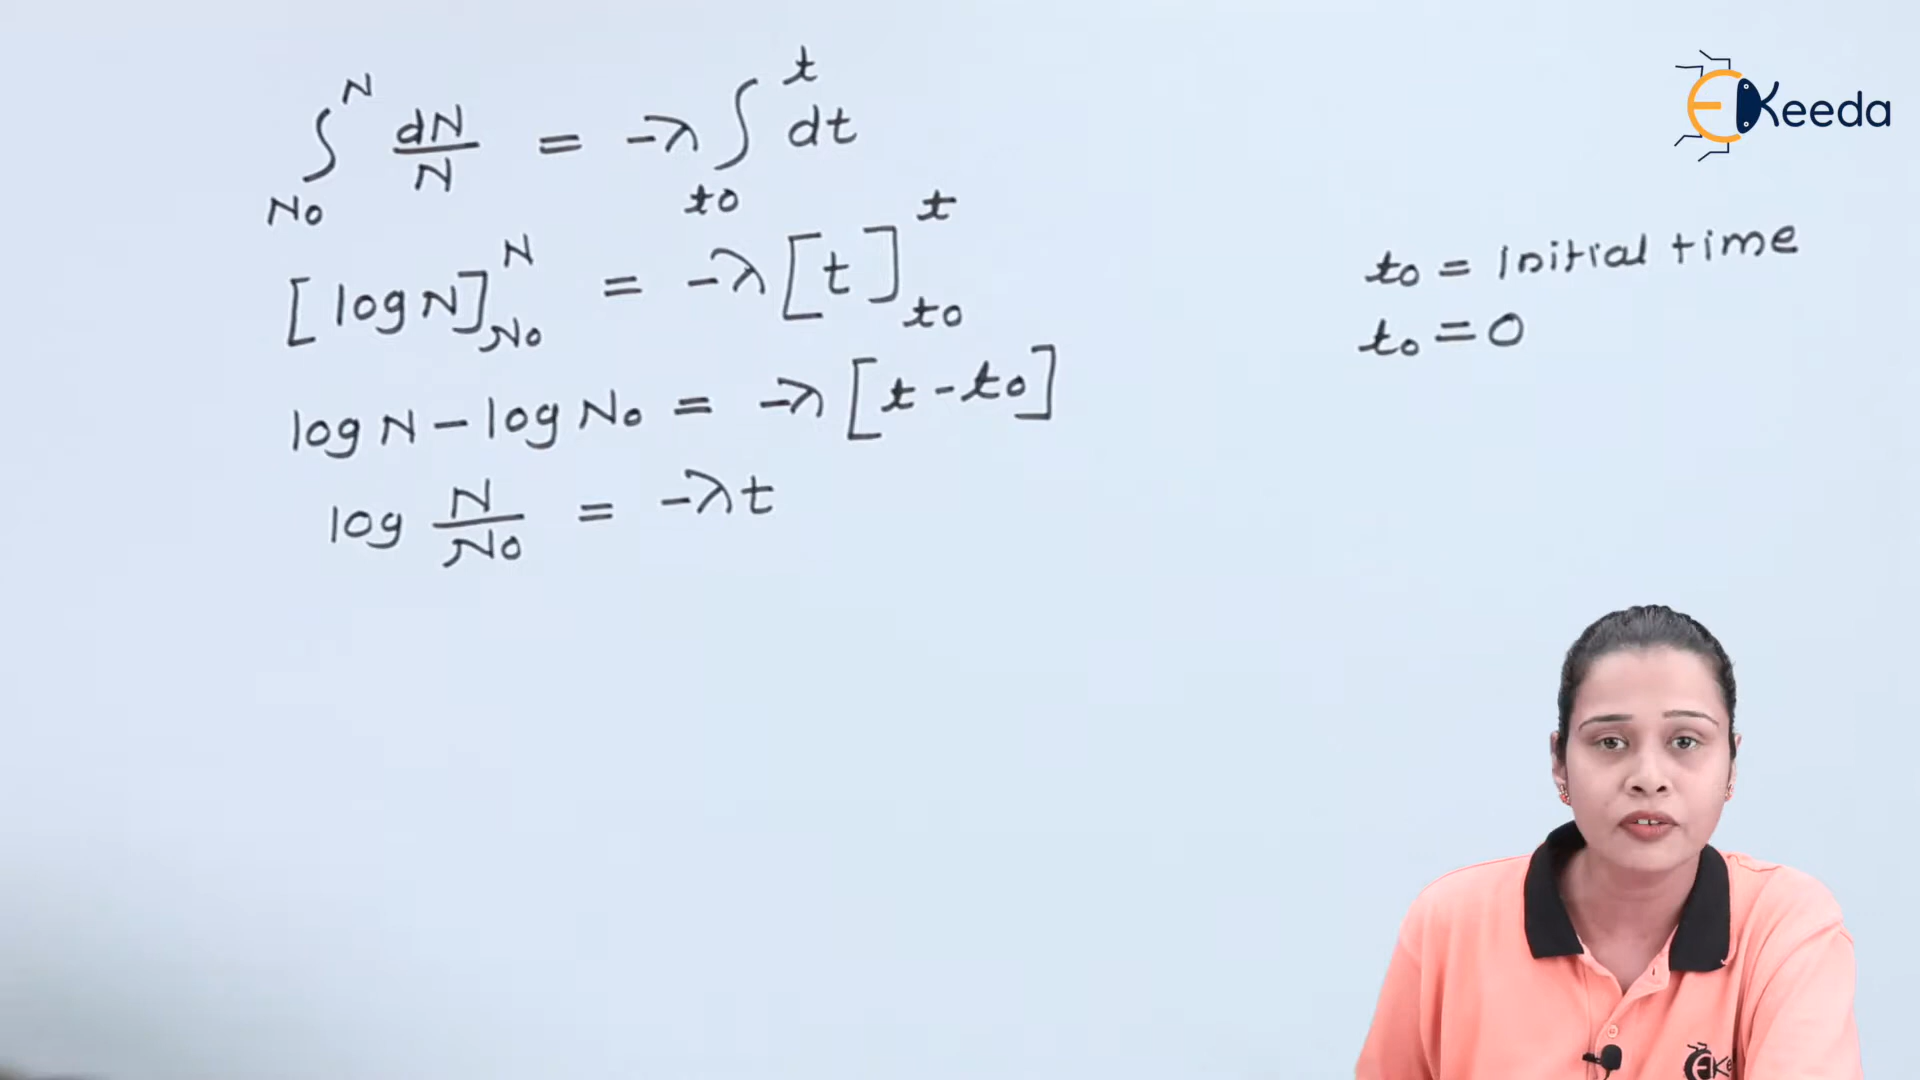 ∫_{N₀}^{N} dN/N = -λ ∫_{t₀}^{t} dt
[log N]_{N₀}^{N} = -λ [t]_{t₀}^{t}
log N - log N₀ = -λ [t - t₀]
log N/N₀ = -λt
EKeeda
t₀ = initial time
t₀ = 0